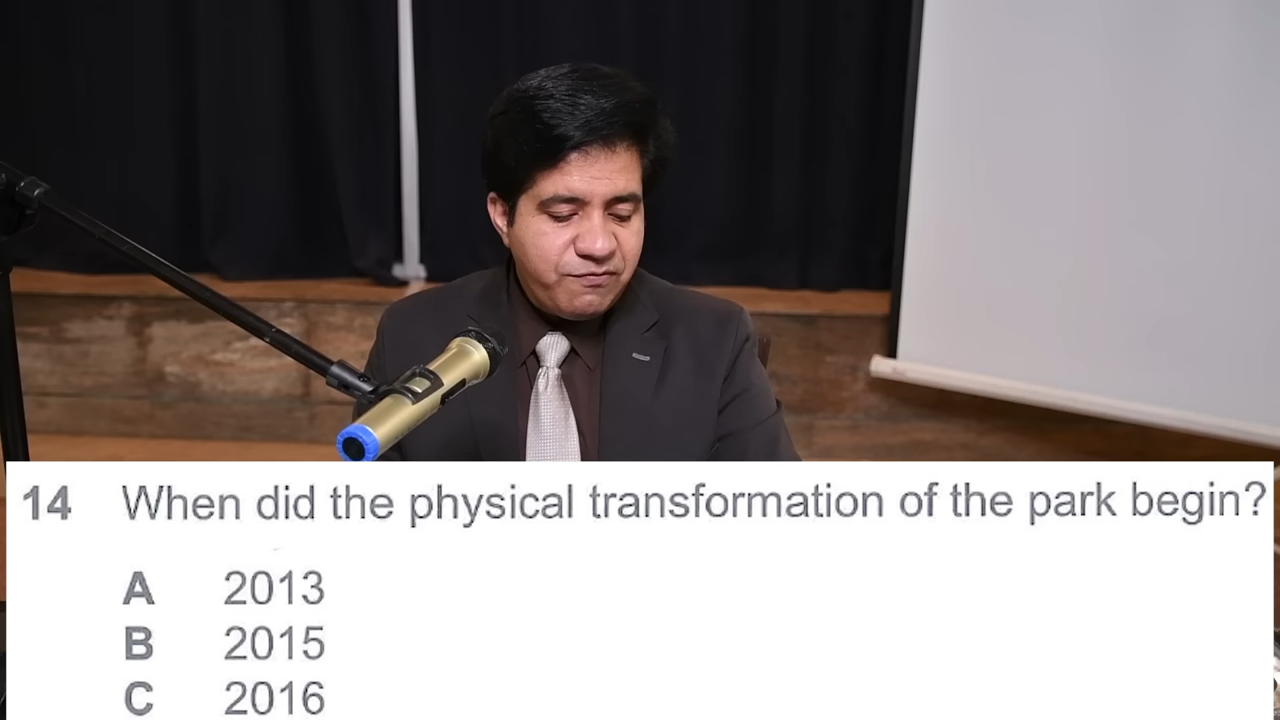 14 When did the physical transformation of the park begin?
A 2013
B 2015
C 2016